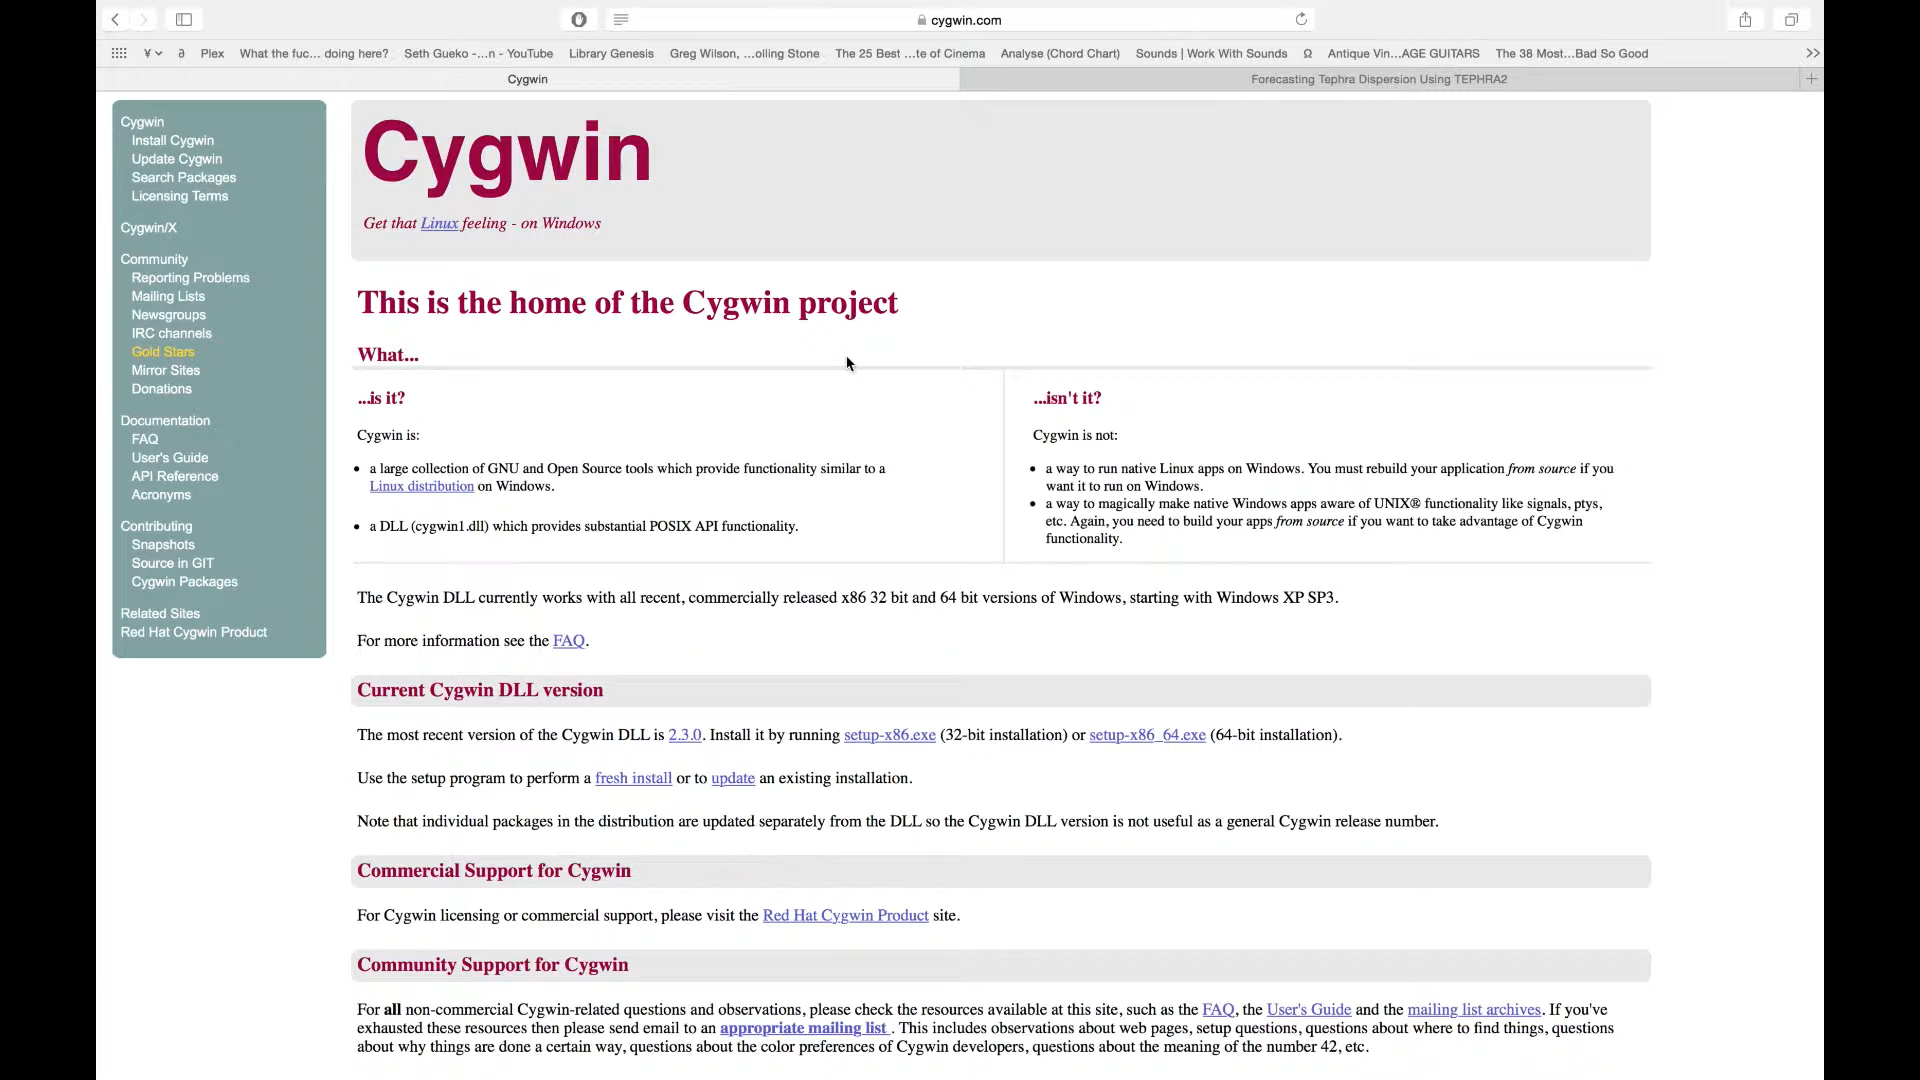 cygwin.com
¥
∂
Plex
What the fuc... doing here?
Seth Gueko -...n - YouTube
Library Genesis
Greg Wilson, ...olling Stone
The 25 Best ...te of Cinema
Analyse (Chord Chart)
Sounds | Work With Sounds
Ω
Antique Vin...AGE GUITARS
The 38 Most...Bad So Good
>>
Cygwin
Forecasting Tephra Dispersion Using TEPHRA2
+
Cygwin
Install Cygwin
Update Cygwin
Search Packages
Licensing Terms
Cygwin/X
Community
Reporting Problems
Mailing Lists
Newsgroups
IRC channels
Gold Stars
Mirror Sites
Donations
Documentation
FAQ
User's Guide
API Reference
Acronyms
Contributing
Snapshots
Source in GIT
Cygwin Packages
Related Sites
Red Hat Cygwin Product
Cygwin
Get that Linux feeling - on Windows
This is the home of the Cygwin project
What...
...is it?
Cygwin is:
• a large collection of GNU and Open Source tools which provide functionality similar to a
Linux distribution on Windows.
• a DLL (cygwin1.dll) which provides substantial POSIX API functionality.
...isn't it?
Cygwin is not:
• a way to run native Linux apps on Windows. You must rebuild your application from source if you
want it to run on Windows.
• a way to magically make native Windows apps aware of UNIX® functionality like signals, ptys,
etc. Again, you need to build your apps from source if you want to take advantage of Cygwin
functionality.
The Cygwin DLL currently works with all recent, commercially released x86 32 bit and 64 bit versions of Windows, starting with Windows XP SP3.
For more information see the FAQ.
Current Cygwin DLL version
The most recent version of the Cygwin DLL is 2.3.0. Install it by running setup-x86.exe (32-bit installation) or setup-x86_64.exe (64-bit installation).
Use the setup program to perform a fresh install or to update an existing installation.
Note that individual packages in the distribution are updated separately from the DLL so the Cygwin DLL version is not useful as a general Cygwin release number.
Commercial Support for Cygwin
For Cygwin licensing or commercial support, please visit the Red Hat Cygwin Product site.
Community Support for Cygwin
For all non-commercial Cygwin-related questions and observations, please check the resources available at this site, such as the FAQ, the User's Guide and the mailing list archives. If you've
exhausted these resources then please send email to an appropriate mailing list . This includes observations about web pages, setup questions, questions about where to find things, questions
about why things are done a certain way, questions about the color preferences of Cygwin developers, questions about the meaning of the number 42, etc.